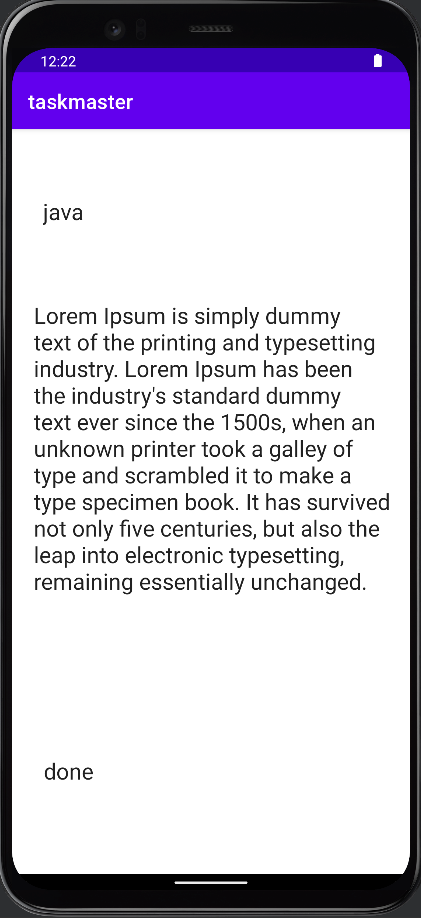 12:22
taskmaster
java
Lorem Ipsum is simply dummy
text of the printing and typesetting
industry. Lorem Ipsum has been
the industry's standard dummy
text ever since the 1500s, when an
unknown printer took a galley of
type and scrambled it to make a
type specimen book. It has survived
not only five centuries, but also the
leap into electronic typesetting,
remaining essentially unchanged.
done